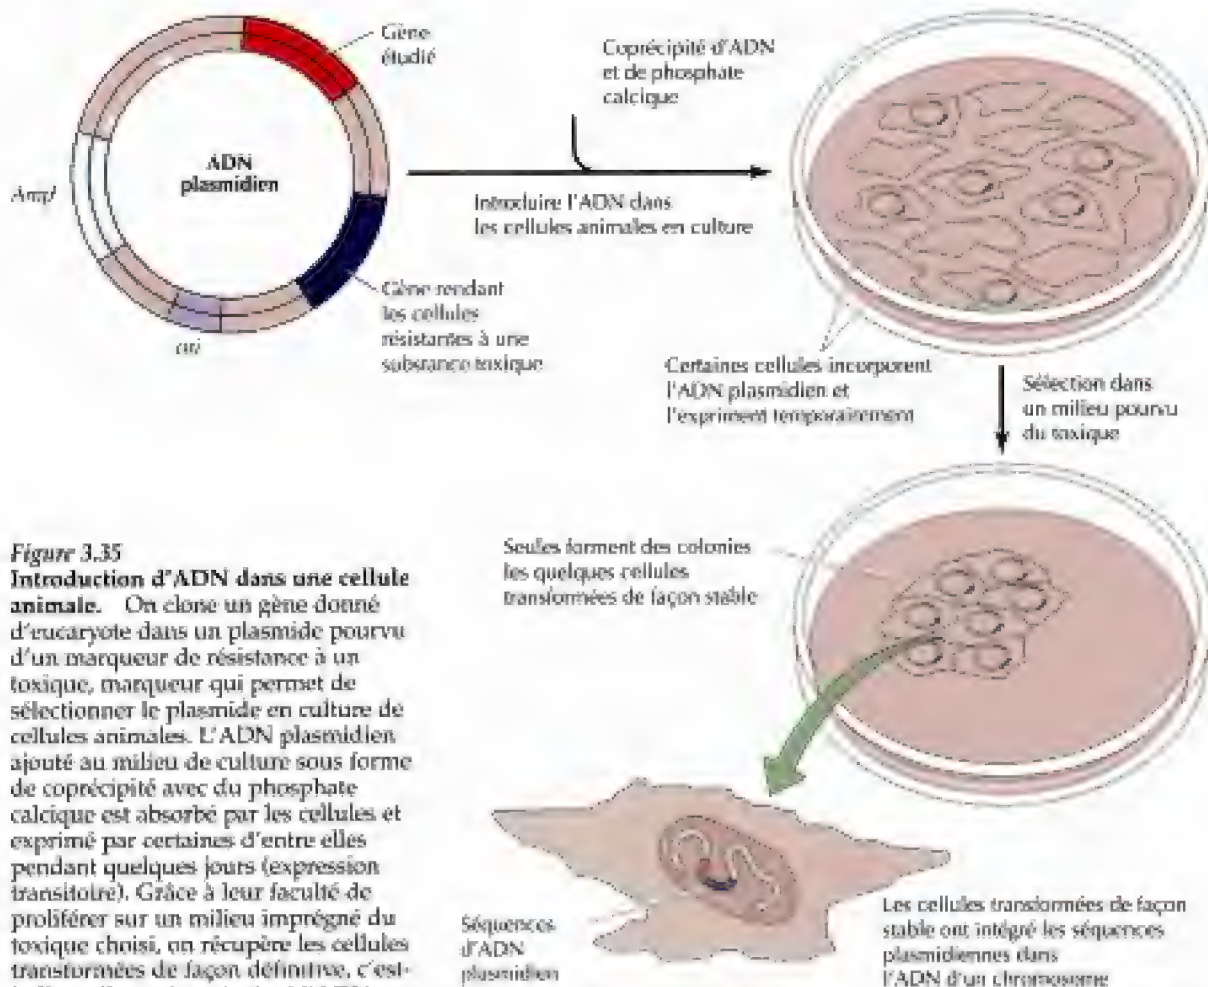 Gène
étudié
Coprécipité d'ADN
et de phosphate
calcique
ADN
plasmidien
Introduire l'ADN dans
les cellules animales en culture
Gène rendant
les cellules
résistantes à une
substance toxique
Certaines cellules incorporent
l'ADN plasmidien et
l'expriment temporairement
Sélection dans
un milieu pourvu
du toxique
Seules forment des colonies
les quelques cellules
transformées de façon stable
Figure 3.35
Introduction d'ADN dans une cellule
animale. On clone un gène donné
d'eucaryote dans un plasmide pourvu
d'un marqueur de résistance à un
toxique, marqueur qui permet de
sélectionner le plasmide en culture de
cellules animales. L'ADN plasmidien
ajouté au milieu de culture sous forme
de coprécipité avec du phosphate
calcique est absorbé par les cellules et
exprimé par certaines d'entre elles
pendant quelques jours (expression
transitoire). Grâce à leur faculté de
proliférer sur un milieu imprégné du
toxique choisi, on récupère les cellules
transformées de façon définitive, c'est-
Séquences
d'ADN
plasmidien
Les cellules transformées de façon
stable ont intégré les séquences
plasmidiennes dans
l'ADN d'un chromosome